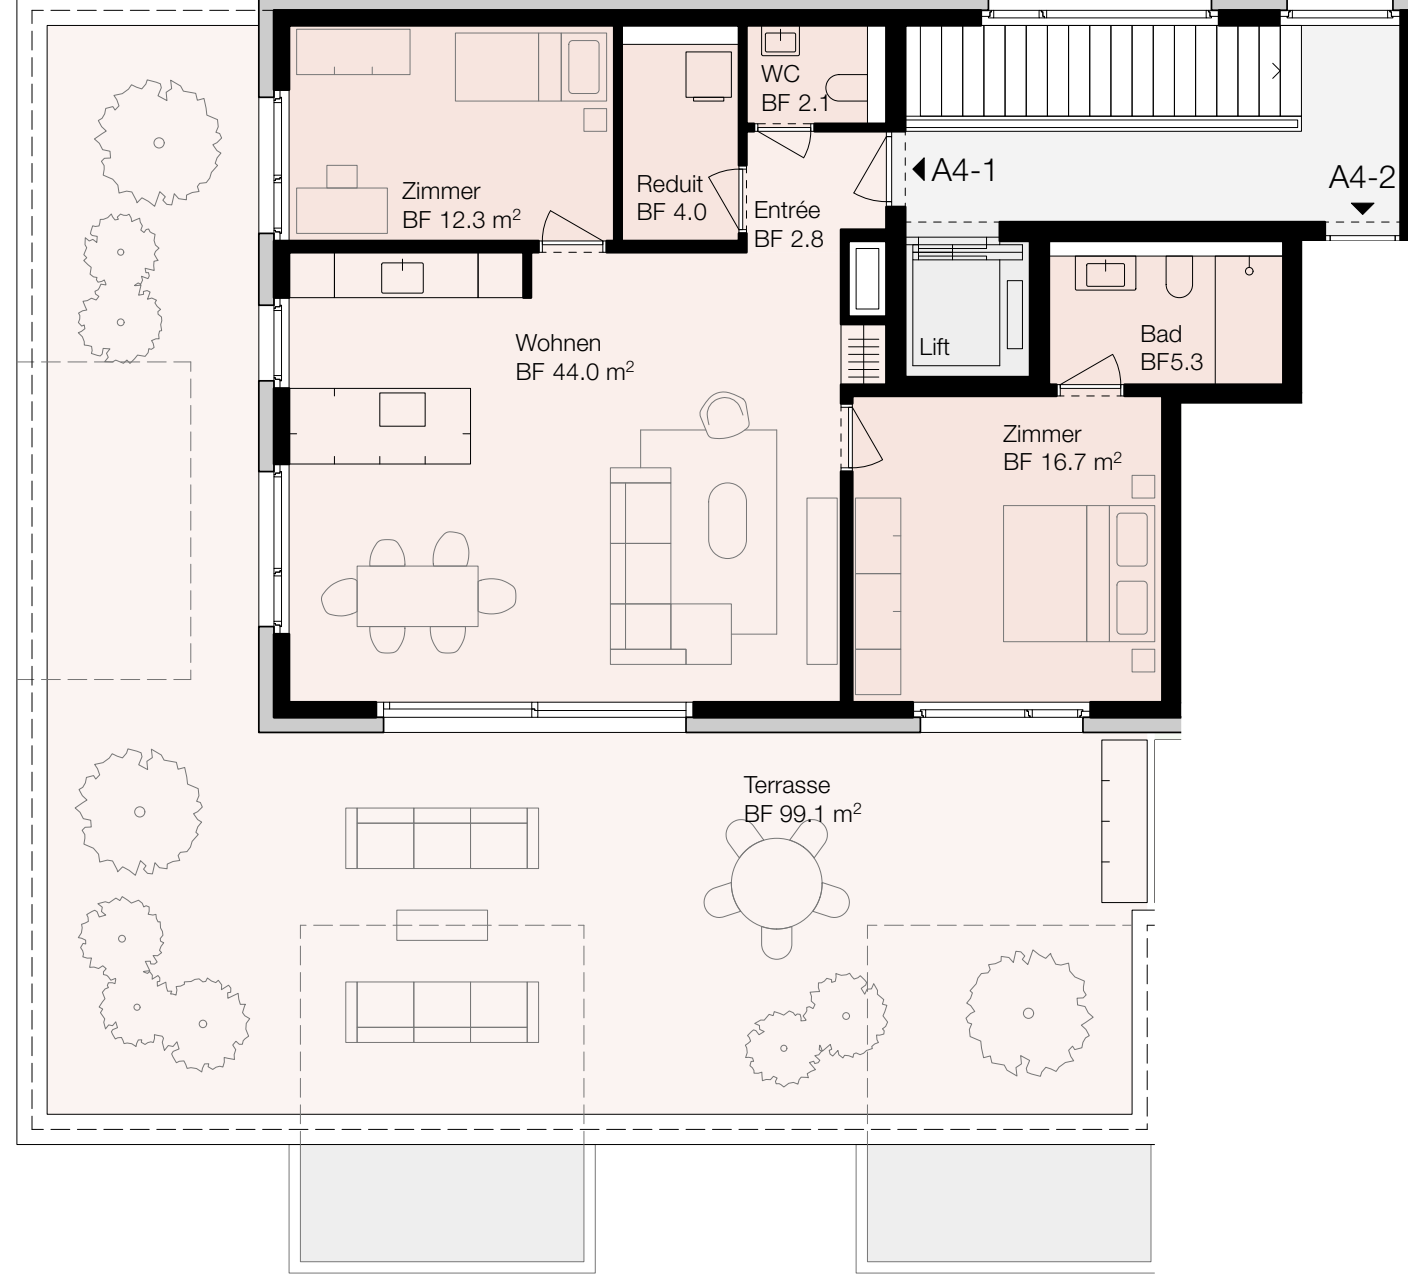 WC
BF 2.1
A4-1
A4-2
Zimmer
BF 12.3 m²
Reduit
BF 4.0
Entrée
BF 2.8
Wohnen
BF 44.0 m²
Lift
Bad
BF5.3
Zimmer
BF 16.7 m²
Terrasse
BF 99.1 m²